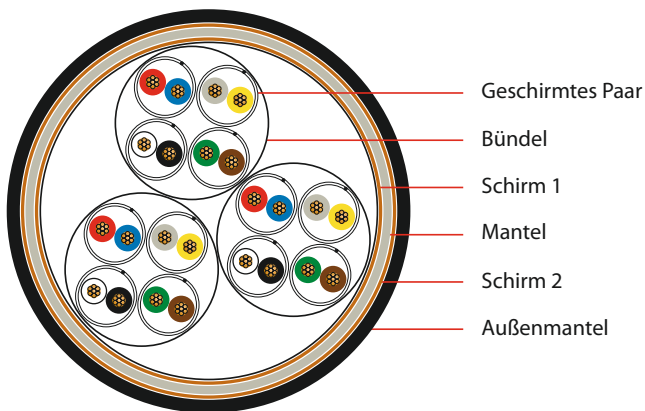 Geschirmtes Paar
Bündel
Schirm 1
Mantel
Schirm 2
Außenmantel